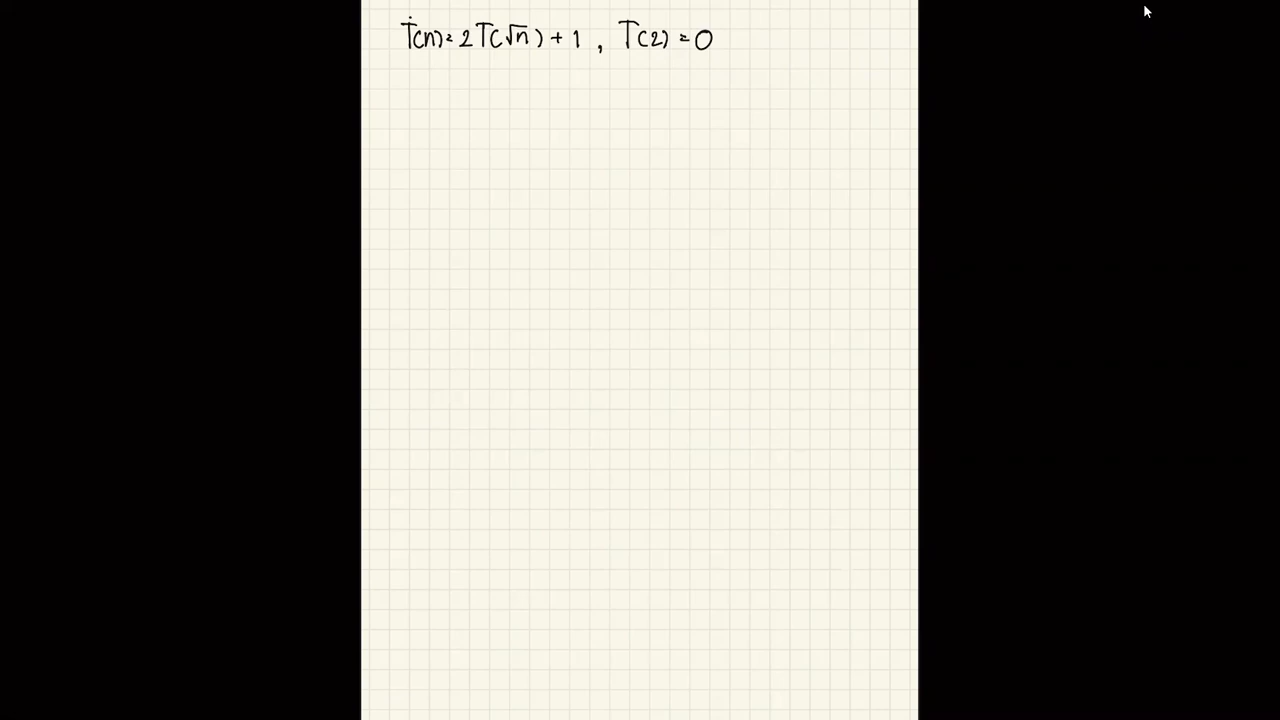 T(n) = 2T(√n) + 1 , T(2) = 0